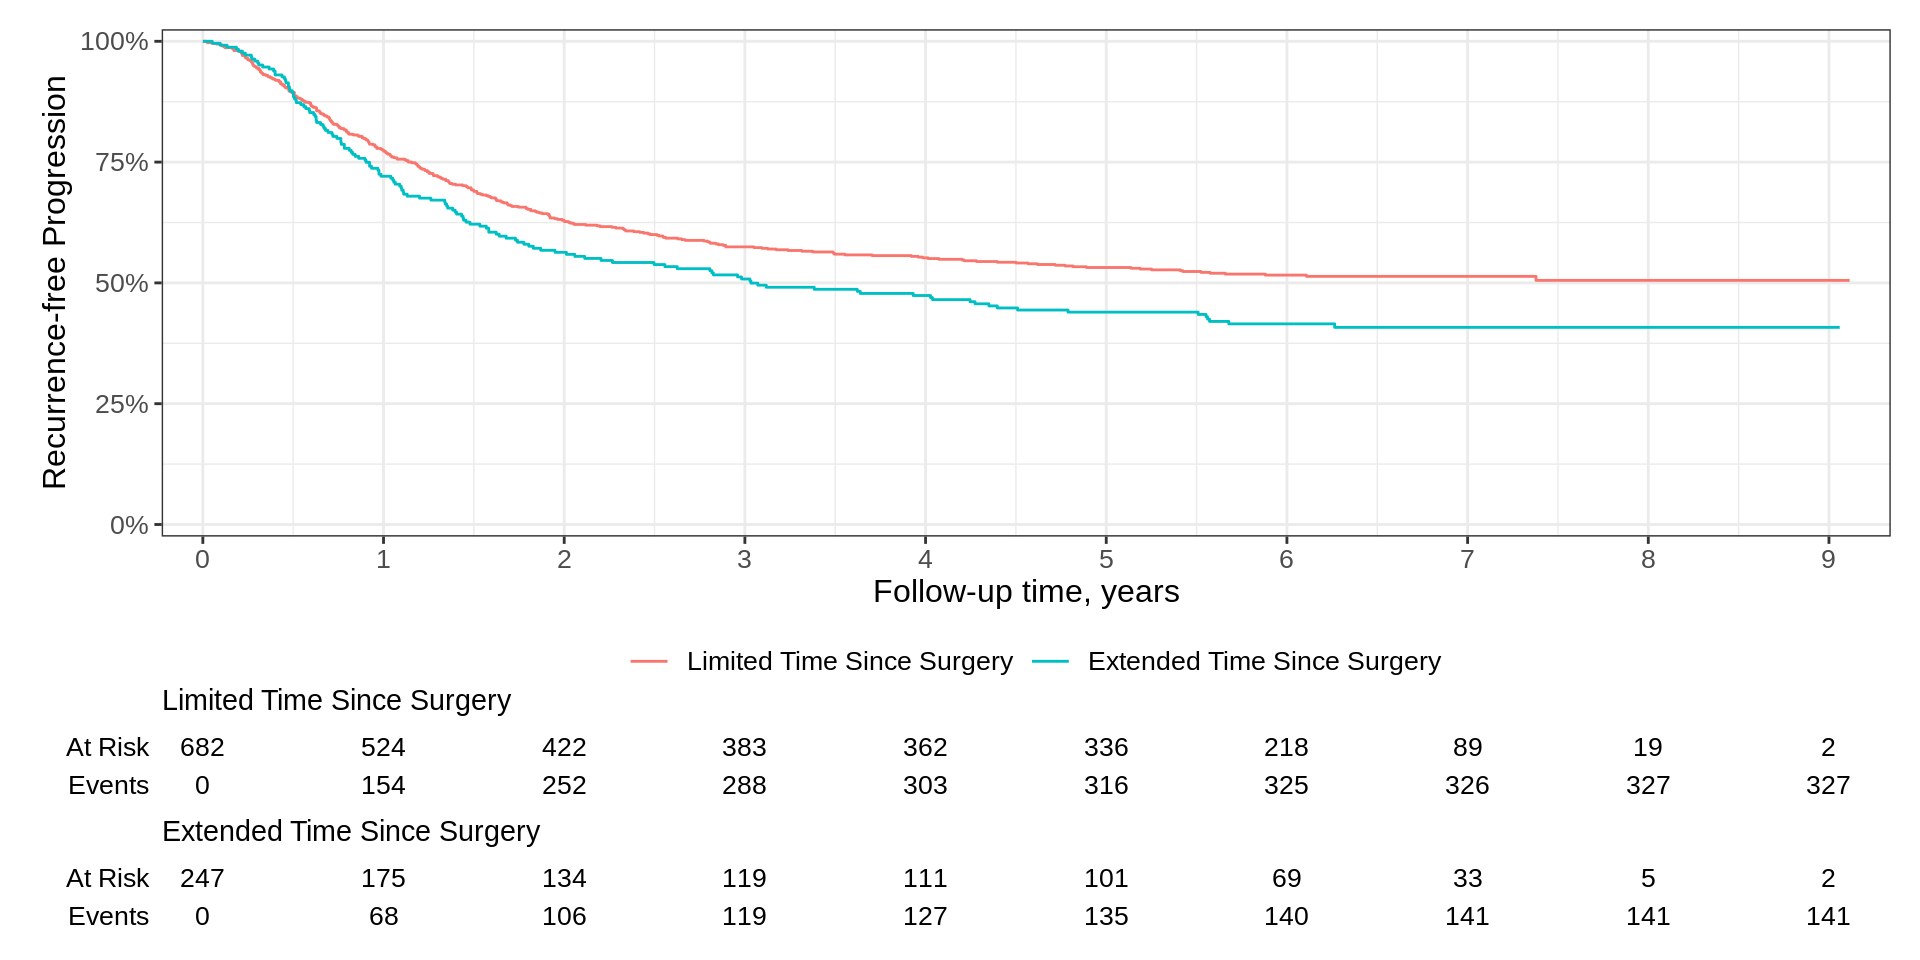 100%
75%
50%
25%
0%
Recurrence-free Progression
0 1 2 3 4 5 6 7 8 9
Follow-up time, years
Limited Time Since Surgery Extended Time Since Surgery
Limited Time Since Surgery
At Risk 682 524 422 383 362 336 218 89 19 2
Events 0 154 252 288 303 316 325 326 327 327
Extended Time Since Surgery
At Risk 247 175 134 119 111 101 69 33 5 2
Events 0 68 106 119 127 135 140 141 141 141